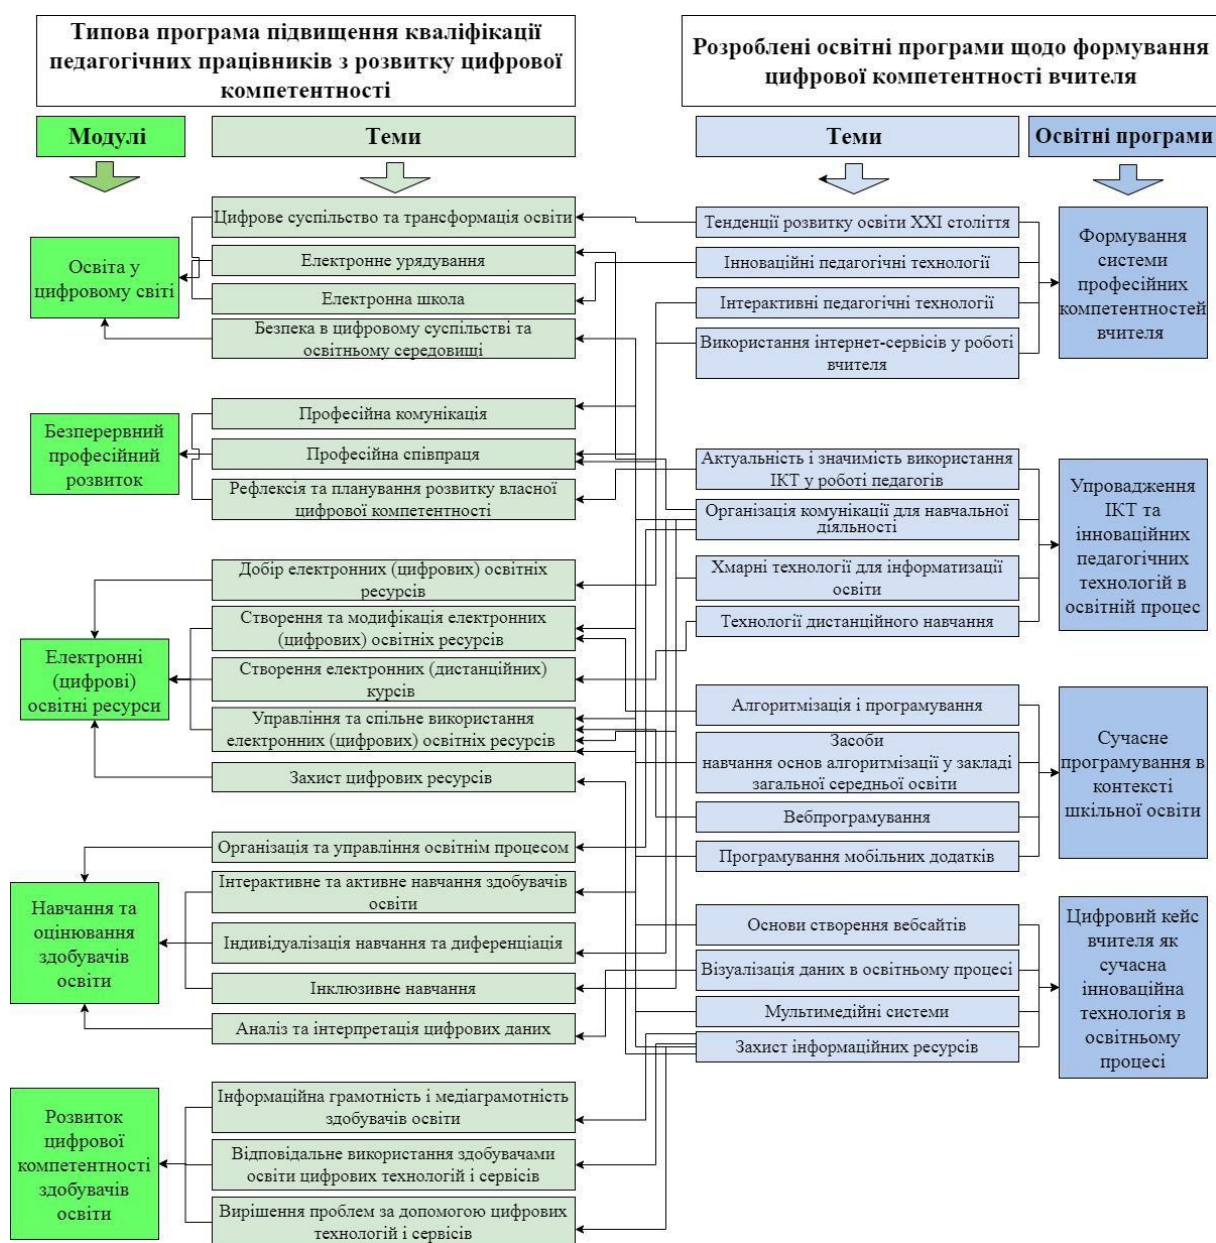 Типова програма підвищення кваліфікації
педагогічних працівників з розвитку цифрової
компетентності
Розроблені освітні програми щодо формування
цифрової компетентності вчителя
Модулі
Теми
Теми
Освітні програми
Освіта у
цифровому світі
Цифрове суспільство та трансформація освіти
Електронне урядування
Електронна школа
Безпека в цифровому суспільстві та
освітньому середовищі
Безперервний
професійний
розвиток
Професійна комунікація
Професійна співпраця
Рефлексія та планування розвитку власної
цифрової компетентності
Електронні
(цифрові)
освітні ресурси
Добір електронних (цифрових) освітніх
ресурсів
Створення та модифікація електронних
(цифрових) освітніх ресурсів
Створення електронних (дистанційних)
курсів
Управління та спільне використання
електронних (цифрових) освітніх ресурсів
Захист цифрових ресурсів
Навчання та
оцінювання
здобувачів
освіти
Організація та управління освітнім процесом
Інтерактивне та активне навчання здобувачів
освіти
Індивідуалізація навчання та диференціація
Інклюзивне навчання
Аналіз та інтерпретація цифрових даних
Розвиток
цифрової
компетентності
здобувачів
освіти
Інформаційна грамотність і медіаграмотність
здобувачів освіти
Відповідальне використання здобувачами
освіти цифрових технологій і сервісів
Вирішення проблем за допомогою цифрових
технологій і сервісів
Тенденції розвитку освіти XXI століття
Інноваційні педагогічні технології
Інтерактивні педагогічні технології
Використання інтернет-сервісів у роботі
вчителя
Формування
системи
професійних
компетентностей
вчителя
Актуальність і значимість використання
ІКТ у роботі педагогів
Організація комунікації для навчальної
діяльності
Хмарні технології для інформатизації
освіти
Технології дистанційного навчання
Упровадження
ІКТ та
інноваційних
педагогічних
технологій в
освітній процес
Алгоритмізація і програмування
Засоби
навчання основ алгоритмізації у закладі
загальної середньої освіти
Вебпрограмування
Програмування мобільних додатків
Сучасне
програмування в
контексті
шкільної освіти
Основи створення вебсайтів
Візуалізація даних в освітньому процесі
Мультимедійні системи
Захист інформаційних ресурсів
Цифровий кейс
вчителя як
сучасна
інноваційна
технологія в
освітньому
процесі